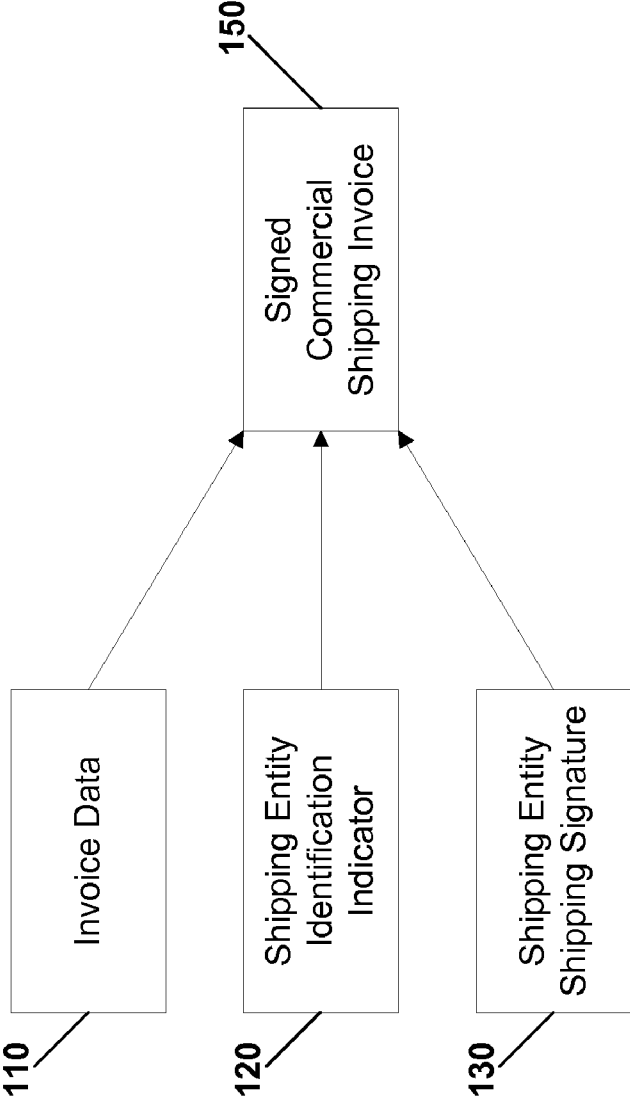 110
Invoice Data
120
Shipping Entity
Identification
Indicator
130
Shipping Entity
Shipping Signature
150
Signed
Commercial
Shipping Invoice